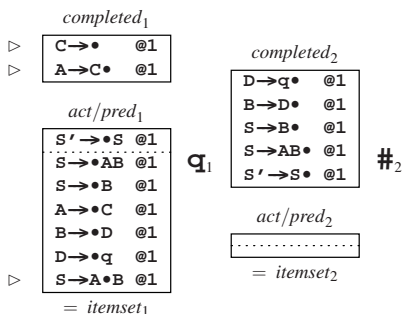 completed₁
▷ C→• @1
▷ A→C• @1
act/pred₁
S'→•S @1
S→•AB @1
S→•B @1
A→•C @1
B→•D @1
D→•q @1
▷ S→A•B @1
= itemset₁
q₁
completed₂
D→q• @1
B→D• @1
S→B• @1
S→AB• @1
S'→S• @1
act/pred₂
= itemset₂
#₂